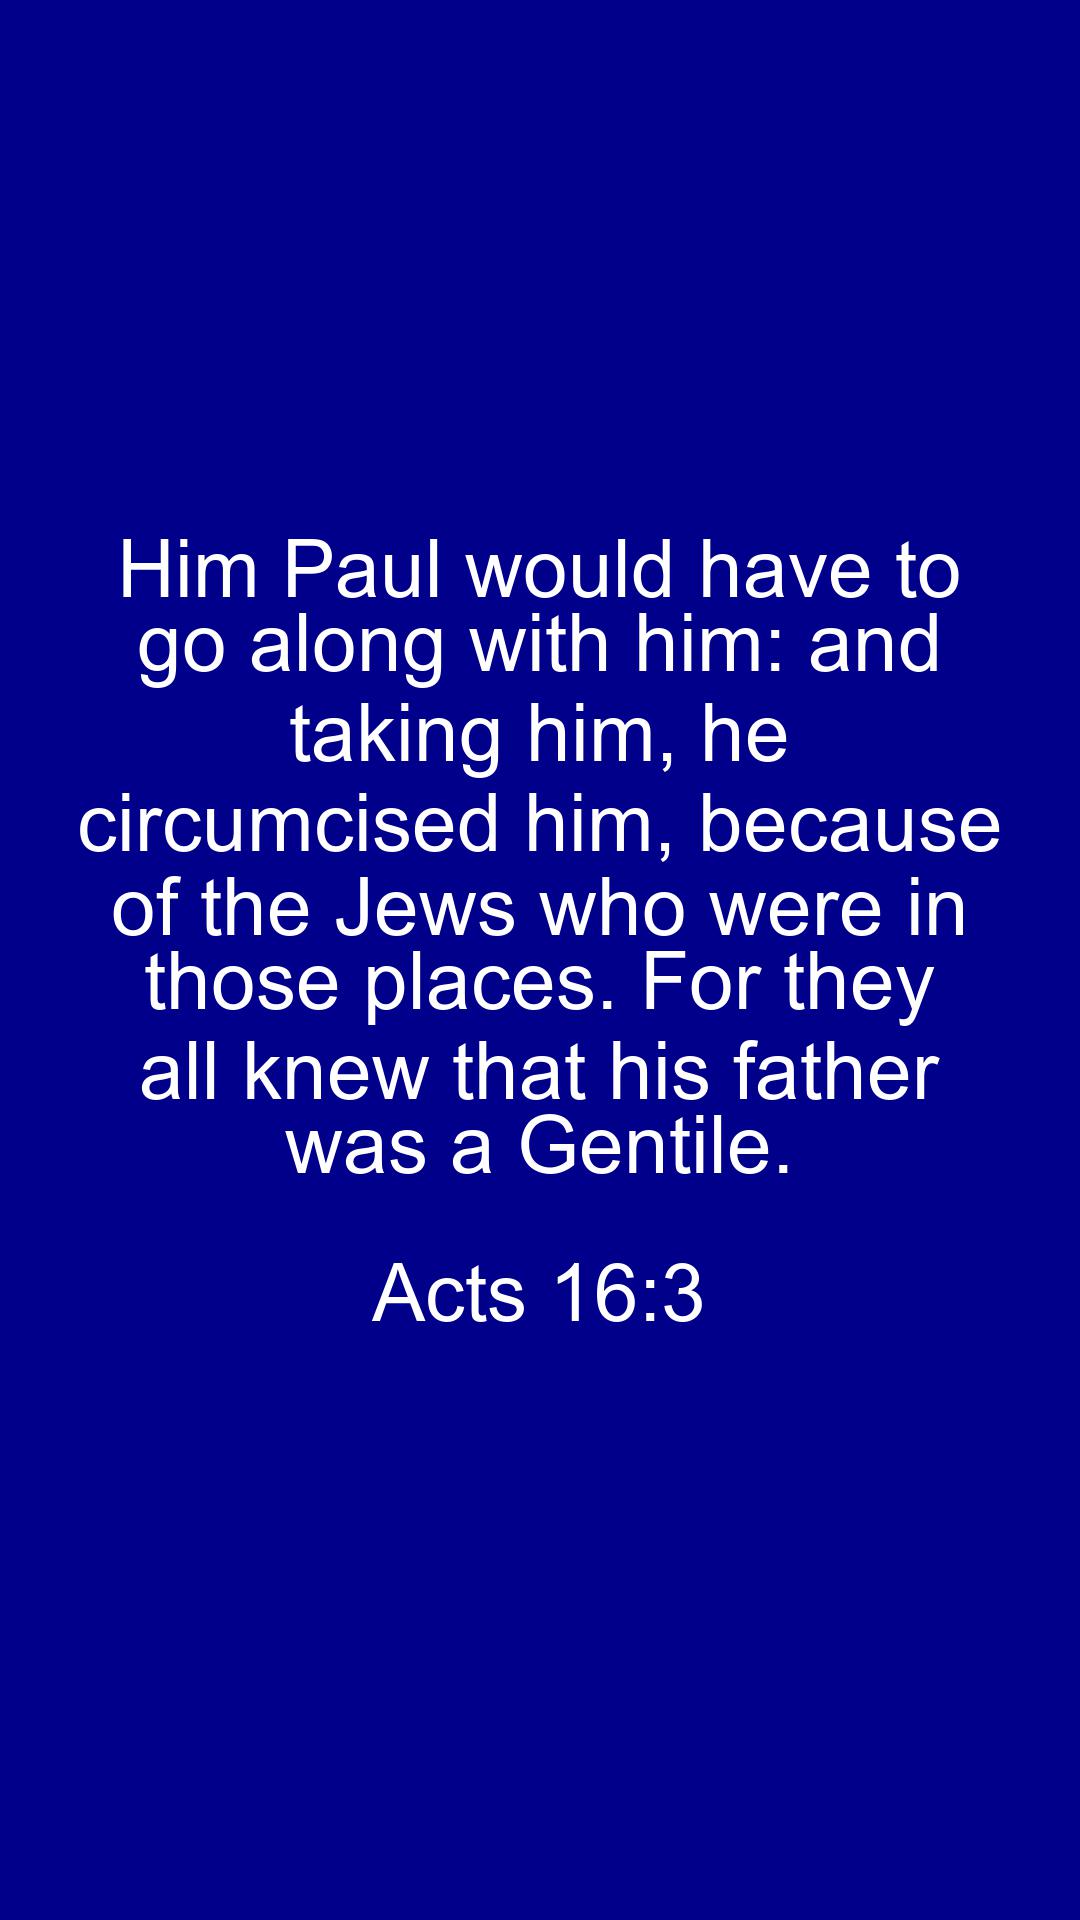 Him Paul would have to
go along with him: and
taking him, he
circumcised him, because
of the Jews who were in
those places. For they
all knew that his father
was a Gentile.
Acts 16:3